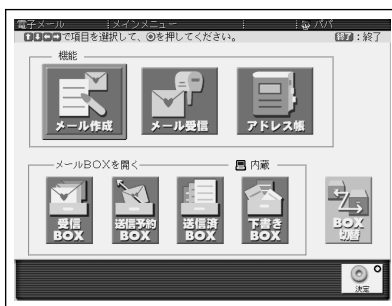 電子メール メインメニュー パパ
で項目を選択して、◎を押してください。 終了：終了
機能
メール作成 メール受信 アドレス帳
メールBOXを開く 内蔵
受信BOX 送信予約BOX 送信済BOX 下書きBOX BOX切替
決定